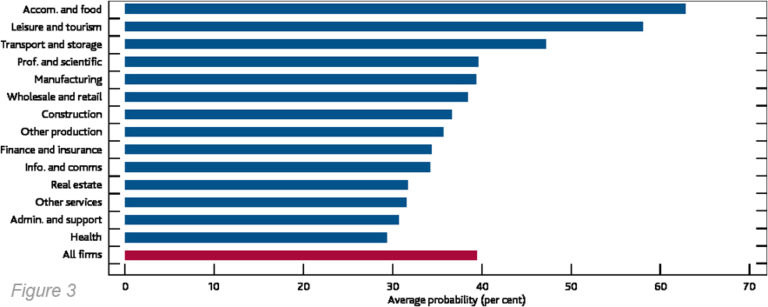 Accom. and food
Leisure and tourism
Transport and storage
Prof. and scientific
Manufacturing
Wholesale and retail
Construction
Other production
Finance and insurance
Info. and comms
Real estate
Other services
Admin. and support
Health
All firms
0 10 20 30 40 50 60 70
Average probability (per cent)
Figure 3